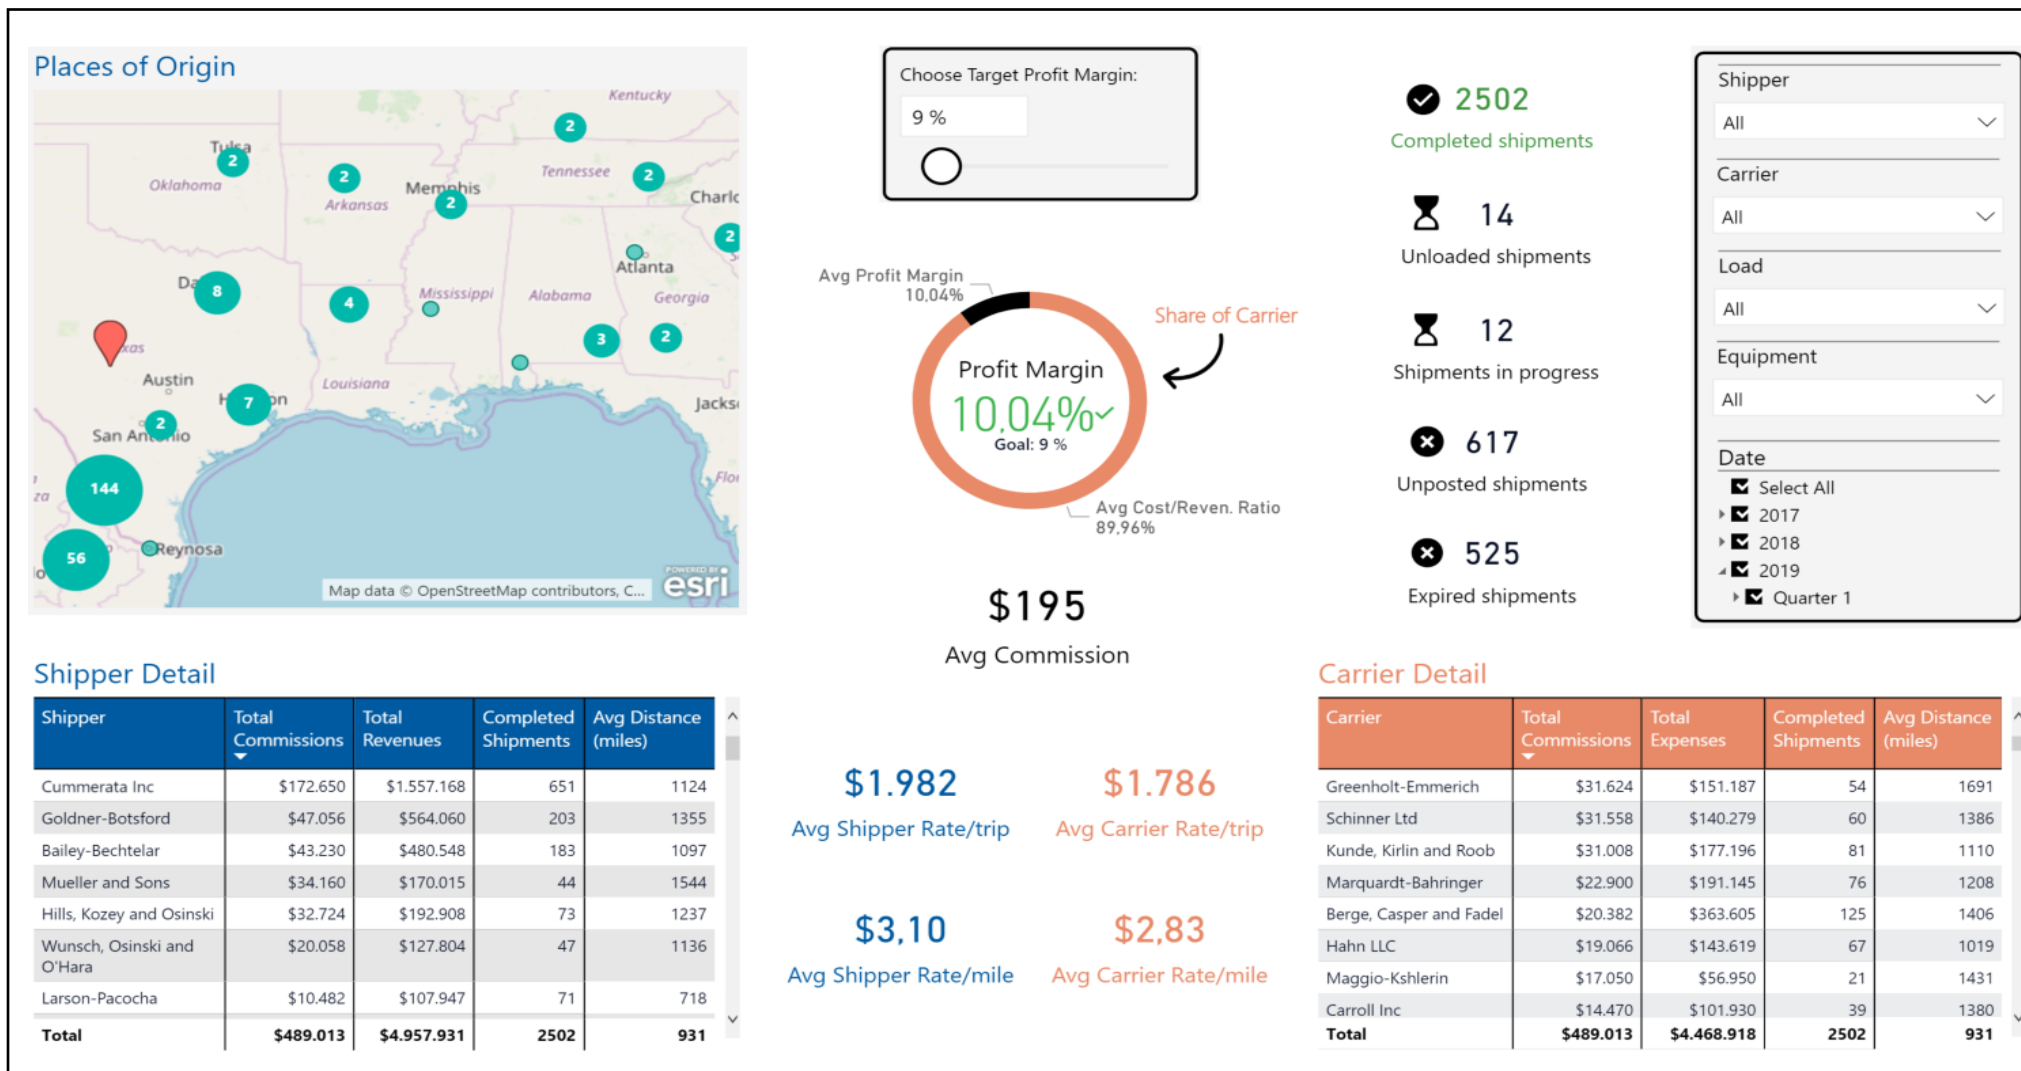 Places of Origin
Kentucky
2
Tulsa
2
Oklahoma
2
Arkansas
Memphis
2
Tennessee
2
Charlo
2
Atlanta
8
4
Mississippi
Alabama
Georgia
3
2
Austin
7
Louisiana
Jackso
2
San Antonio
144
56
Reynosa
Map data © OpenStreetMap contributors, C...
POWERED BY
esri
Choose Target Profit Margin:
9 %
Avg Profit Margin
10,04%
Share of Carrier
Profit Margin
10,04%
Goal: 9 %
Avg Cost/Reven. Ratio
89,96%
$195
Avg Commission
2502
Completed shipments
14
Unloaded shipments
12
Shipments in progress
617
Unposted shipments
525
Expired shipments
Shipper
All
Carrier
All
Load
All
Equipment
All
Date
Select All
2017
2018
2019
Quarter 1
Shipper Detail
Shipper Total Commissions Total Revenues Completed Shipments Avg Distance (miles)
Cummerata Inc $172.650 $1.557.168 651 1124
Goldner-Botsford $47.056 $564.060 203 1355
Bailey-Bechtelar $43.230 $480.548 183 1097
Mueller and Sons $34.160 $170.015 44 1544
Hills, Kozey and Osinski $32.724 $192.908 73 1237
Wunsch, Osinski and O'Hara $20.058 $127.804 47 1136
Larson-Pacocha $10.482 $107.947 71 718
Total $489.013 $4.957.931 2502 931
$1.982
Avg Shipper Rate/trip
$1.786
Avg Carrier Rate/trip
$3,10
Avg Shipper Rate/mile
$2,83
Avg Carrier Rate/mile
Carrier Detail
Carrier Total Commissions Total Expenses Completed Shipments Avg Distance (miles)
Greenholt-Emmerich $31.624 $151.187 54 1691
Schinner Ltd $31.558 $140.279 60 1386
Kunde, Kirlin and Roob $31.008 $177.196 81 1110
Marquardt-Bahringer $22.900 $191.145 76 1208
Berge, Casper and Fadel $20.382 $363.605 125 1406
Hahn LLC $19.066 $143.619 67 1019
Maggio-Kshlerin $17.050 $56.950 21 1431
Carroll Inc $14.470 $101.930 39 1380
Total $489.013 $4.468.918 2502 931